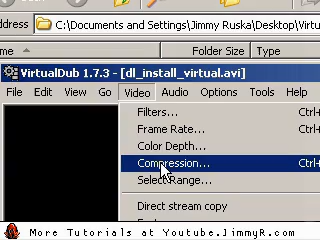 Address C:\Documents and Settings\Jimmy Ruska\Desktop\Virtu
Folder Size Type
VirtualDub 1.7.3 - [dl_install_virtual.avi]
File Edit View Go Video Audio Options Tools Help
Filters... Ctrl+
Frame Rate... Ctrl+
Color Depth...
Compression... Ctrl+
Select Range...
Direct stream copy
More Tutorials at Youtube.JimmyR.com